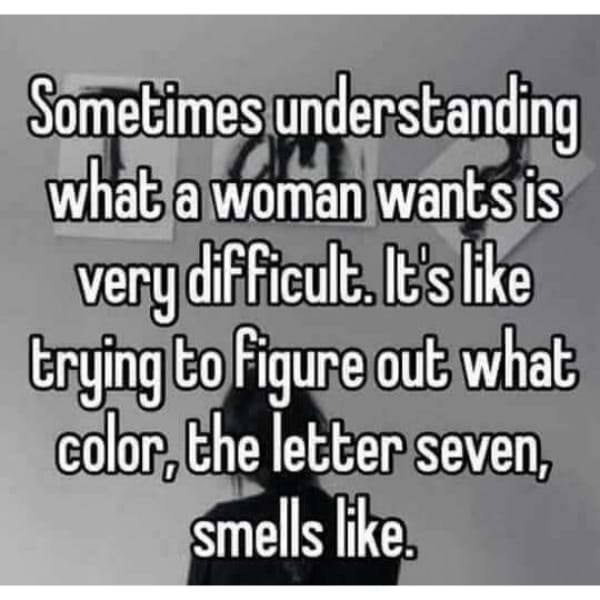 Sometimes understanding
what a woman wants is
very difficult. It's like
trying to figure out what
color, the letter seven,
smells like.